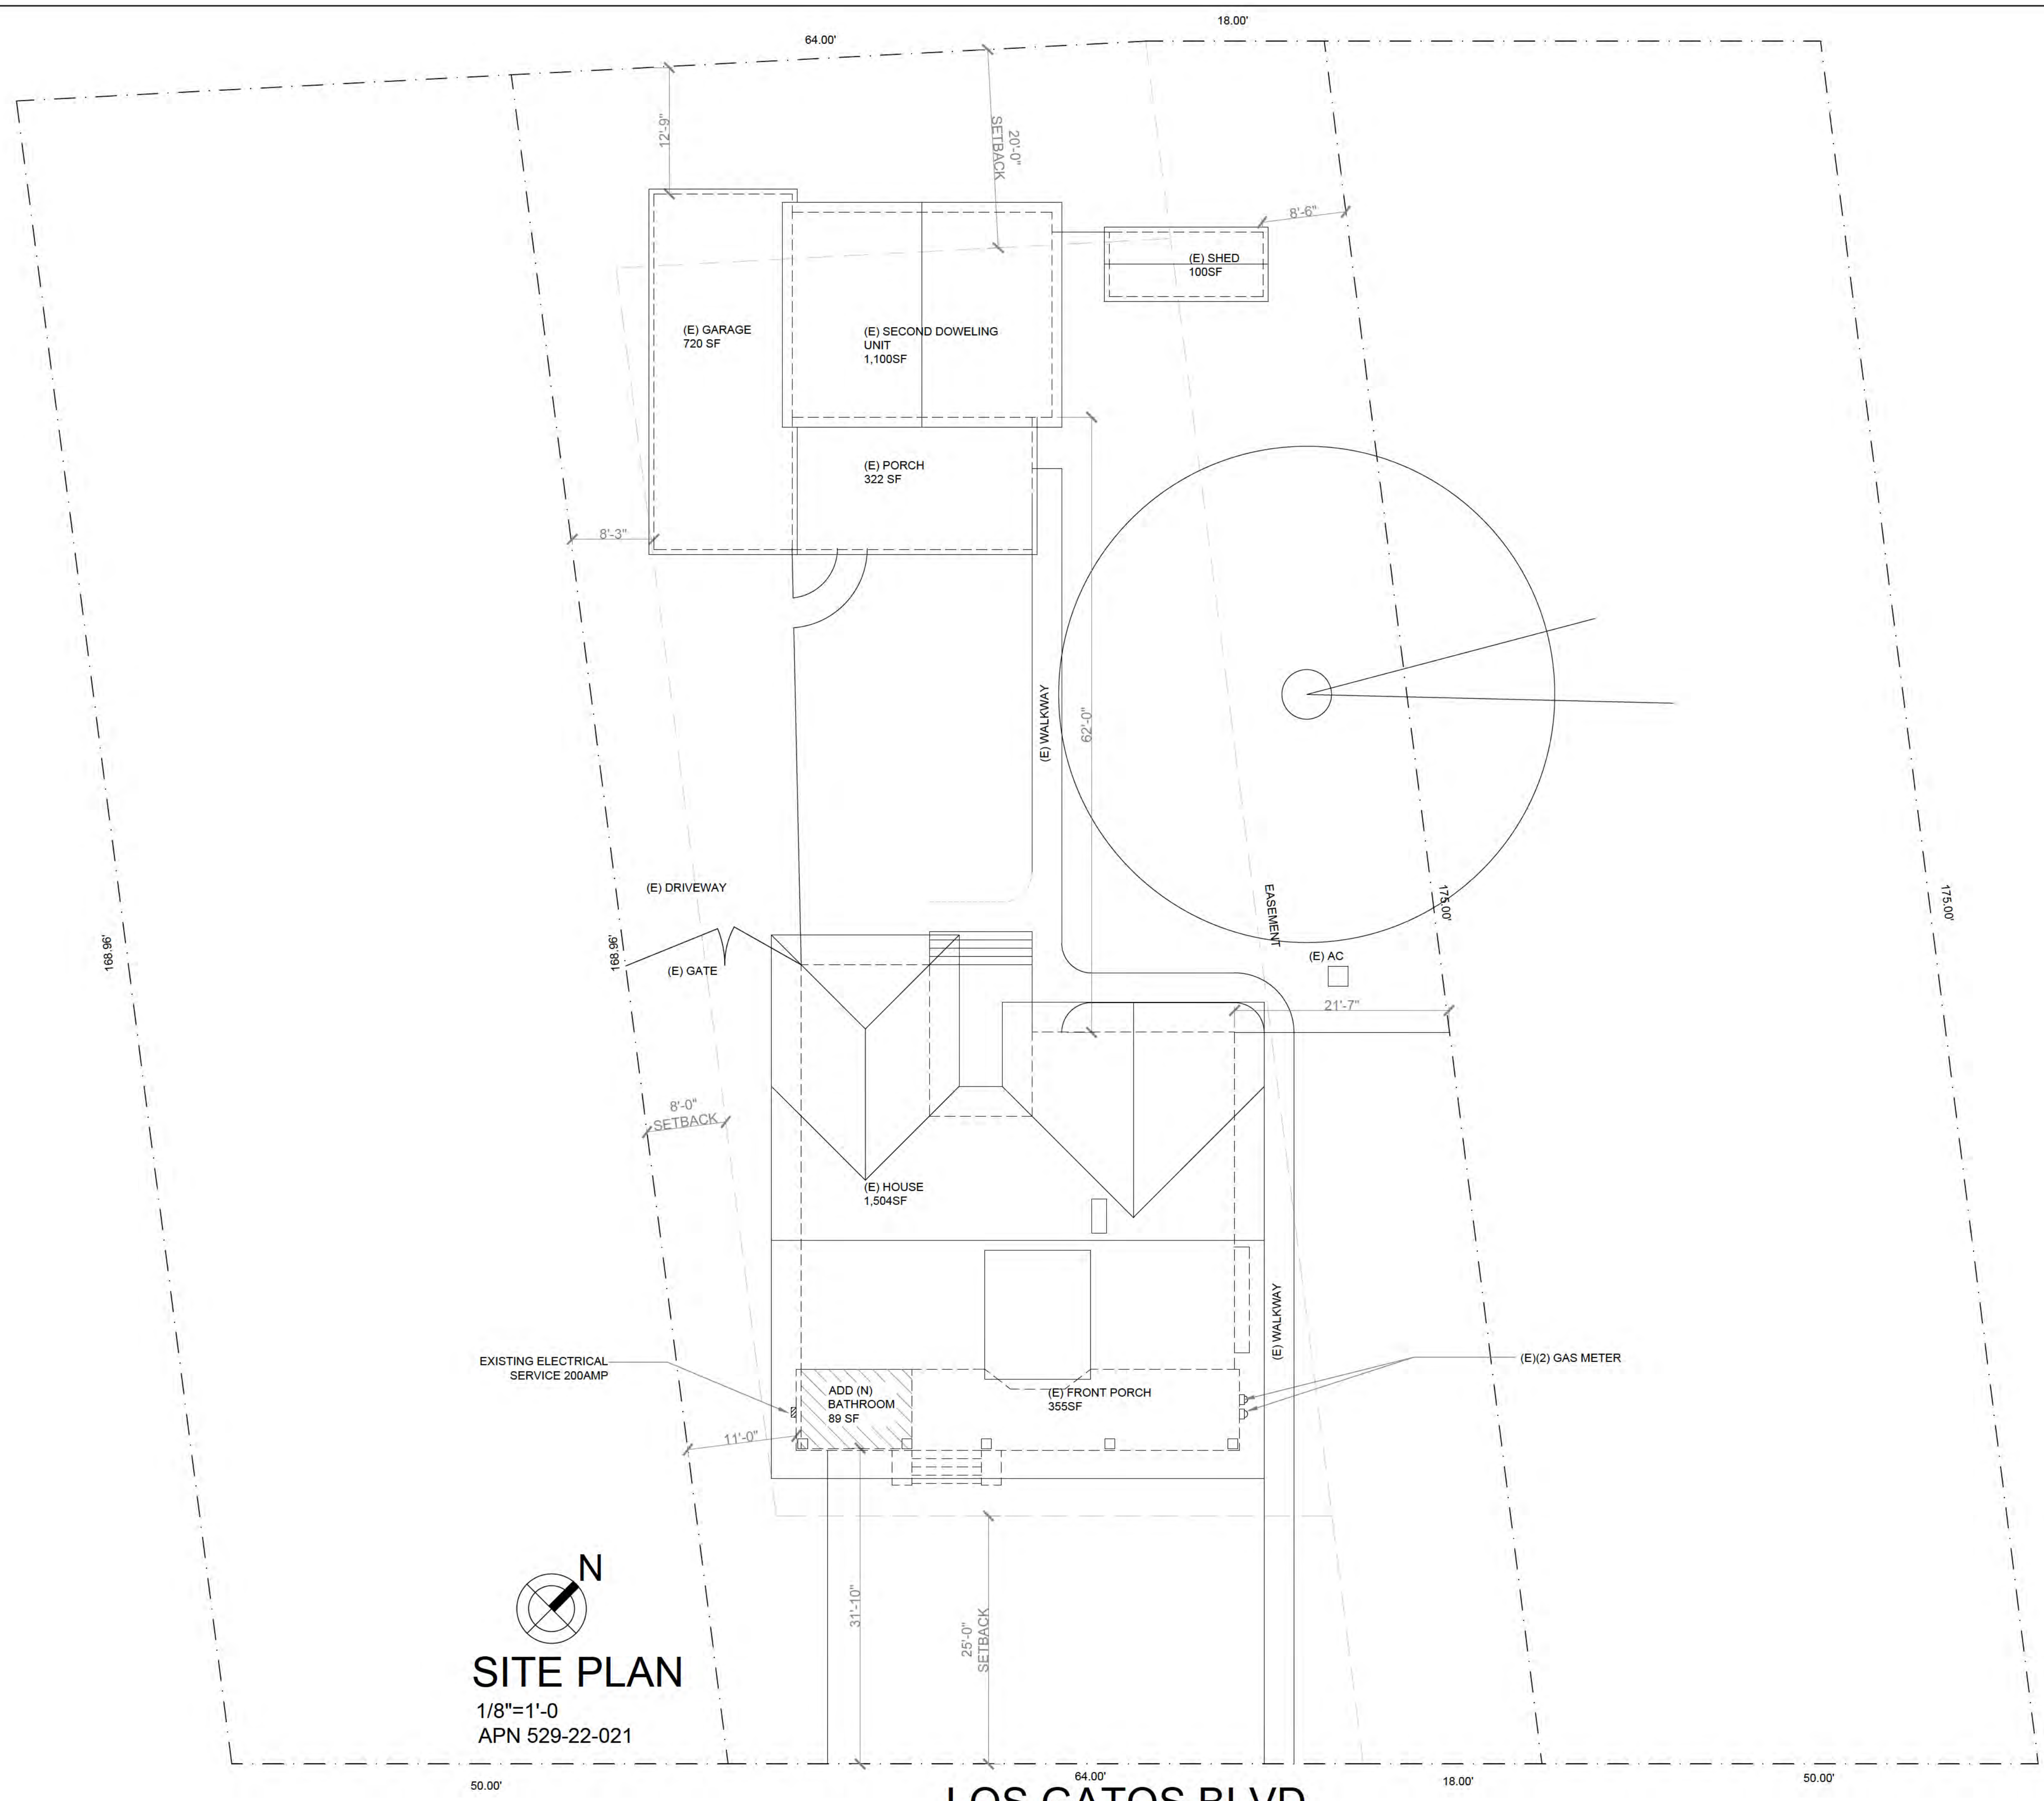 18.00'
64.00'
12'-9"
20'-0"
SETBACK
8'-6"
(E) SHED
100SF
(E) GARAGE
720 SF
(E) SECOND DOWELING
UNIT
1,100SF
(E) PORCH
322 SF
8'-3"
(E) WALKWAY
62'-0"
(E) DRIVEWAY
EASEMENT
175.00'
175.00'
168.96'
168.96'
(E) GATE
(E) AC
21'-7"
8'-0"
SETBACK
(E) HOUSE
1,504SF
(E) WALKWAY
EXISTING ELECTRICAL
SERVICE 200AMP
(E)(2) GAS METER
ADD (N)
BATHROOM
89 SF
(E) FRONT PORCH
355SF
11'-0"
31'-10"
25'-0"
SETBACK
N
SITE PLAN
1/8"=1'-0
APN 529-22-021
50.00'
64.00'
18.00'
50.00'
LOS GATOS BLVD